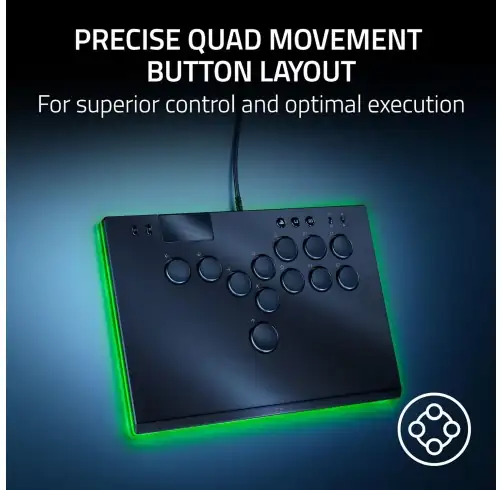 PRECISE QUAD MOVEMENT
BUTTON LAYOUT
For superior control and optimal execution